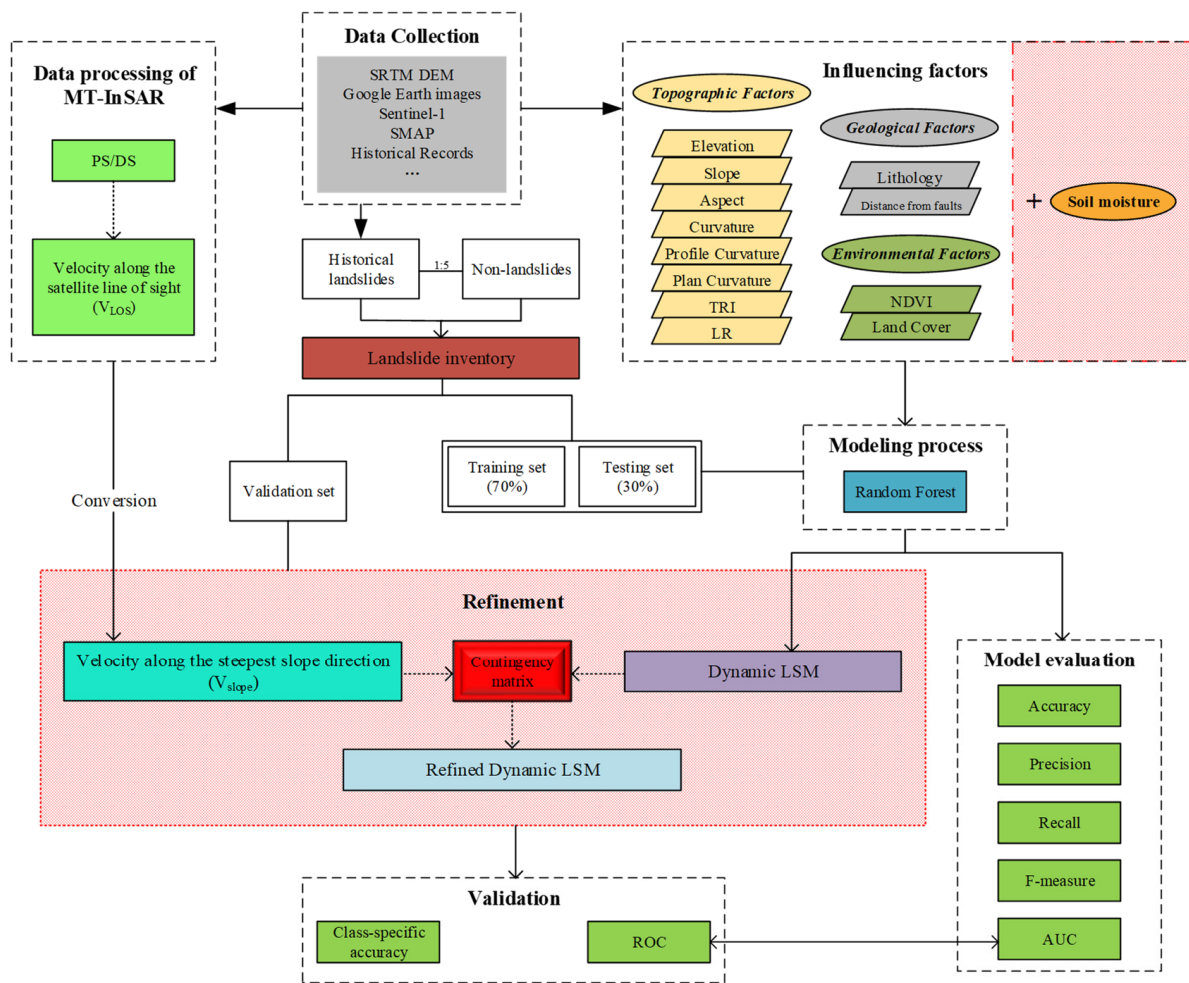 Data Collection
SRTM DEM
Google Earth images
Sentinel-1
SMAP
Historical Records
...
Data processing of
MT-InSAR
PS/DS
Velocity along the
satellite line of sight
(VLOS)
Influencing factors
Topographic Factors
Elevation
Slope
Aspect
Curvature
Profile Curvature
Plan Curvature
TRI
LR
Geological Factors
Lithology
Distance from faults
Environmental Factors
NDVI
Land Cover
+ Soil moisture
Historical
landslides
1:5
Non-landslides
Landslide inventory
Validation set
Training set
(70%)
Testing set
(30%)
Modeling process
Random Forest
Conversion
Refinement
Velocity along the steepest slope direction
(Vslope)
Contingency
matrix
Dynamic LSM
Refined Dynamic LSM
Model evaluation
Accuracy
Precision
Recall
F-measure
AUC
Validation
Class-specific
accuracy
ROC